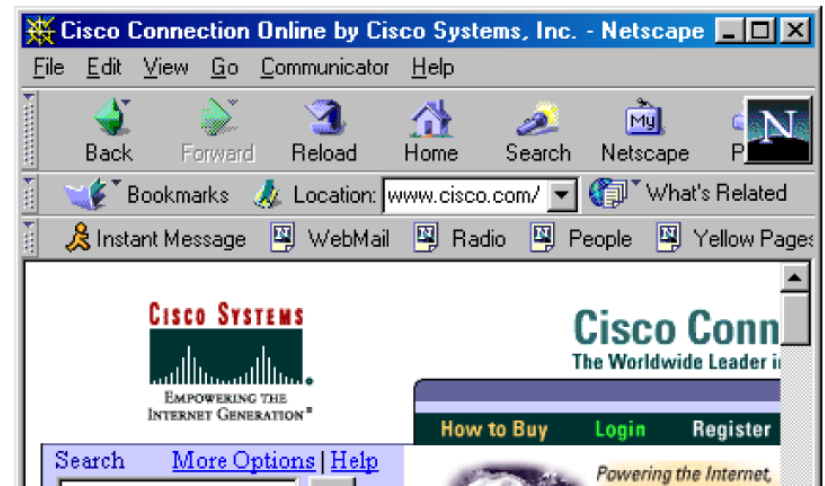 Cisco Connection Online by Cisco Systems, Inc. - Netscape
File Edit View Go Communicator Help
My N
Back Forward Reload Home Search Netscape P
Bookmarks Location: www.cisco.com/ What's Related
Instant Message WebMail Radio People Yellow Pages
CISCO SYSTEMS
EMPOWERING THE
INTERNET GENERATION®
Cisco Conn
The Worldwide Leader i
How to Buy Login Register
Search More Options | Help
Powering the Internet,